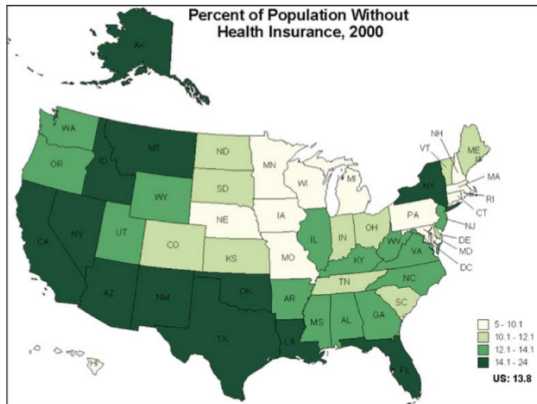 Percent of Population Without
Health Insurance, 2000
AK
WA
OR
ID
MT
ND
MN
WI
MI
VT
NH
ME
MA
RI
CT
NJ
DE
MD
DC
NY
PA
SD
WY
NE
IA
NV
UT
CO
KS
MO
IL
IN
OH
WV
VA
KY
NC
TN
SC
CA
AZ
NM
OK
AR
TX
LA
MS
AL
GA
FL
HI
5 - 10.1
10.1 - 12.1
12.1 - 14.1
14.1 - 24
US: 13.8